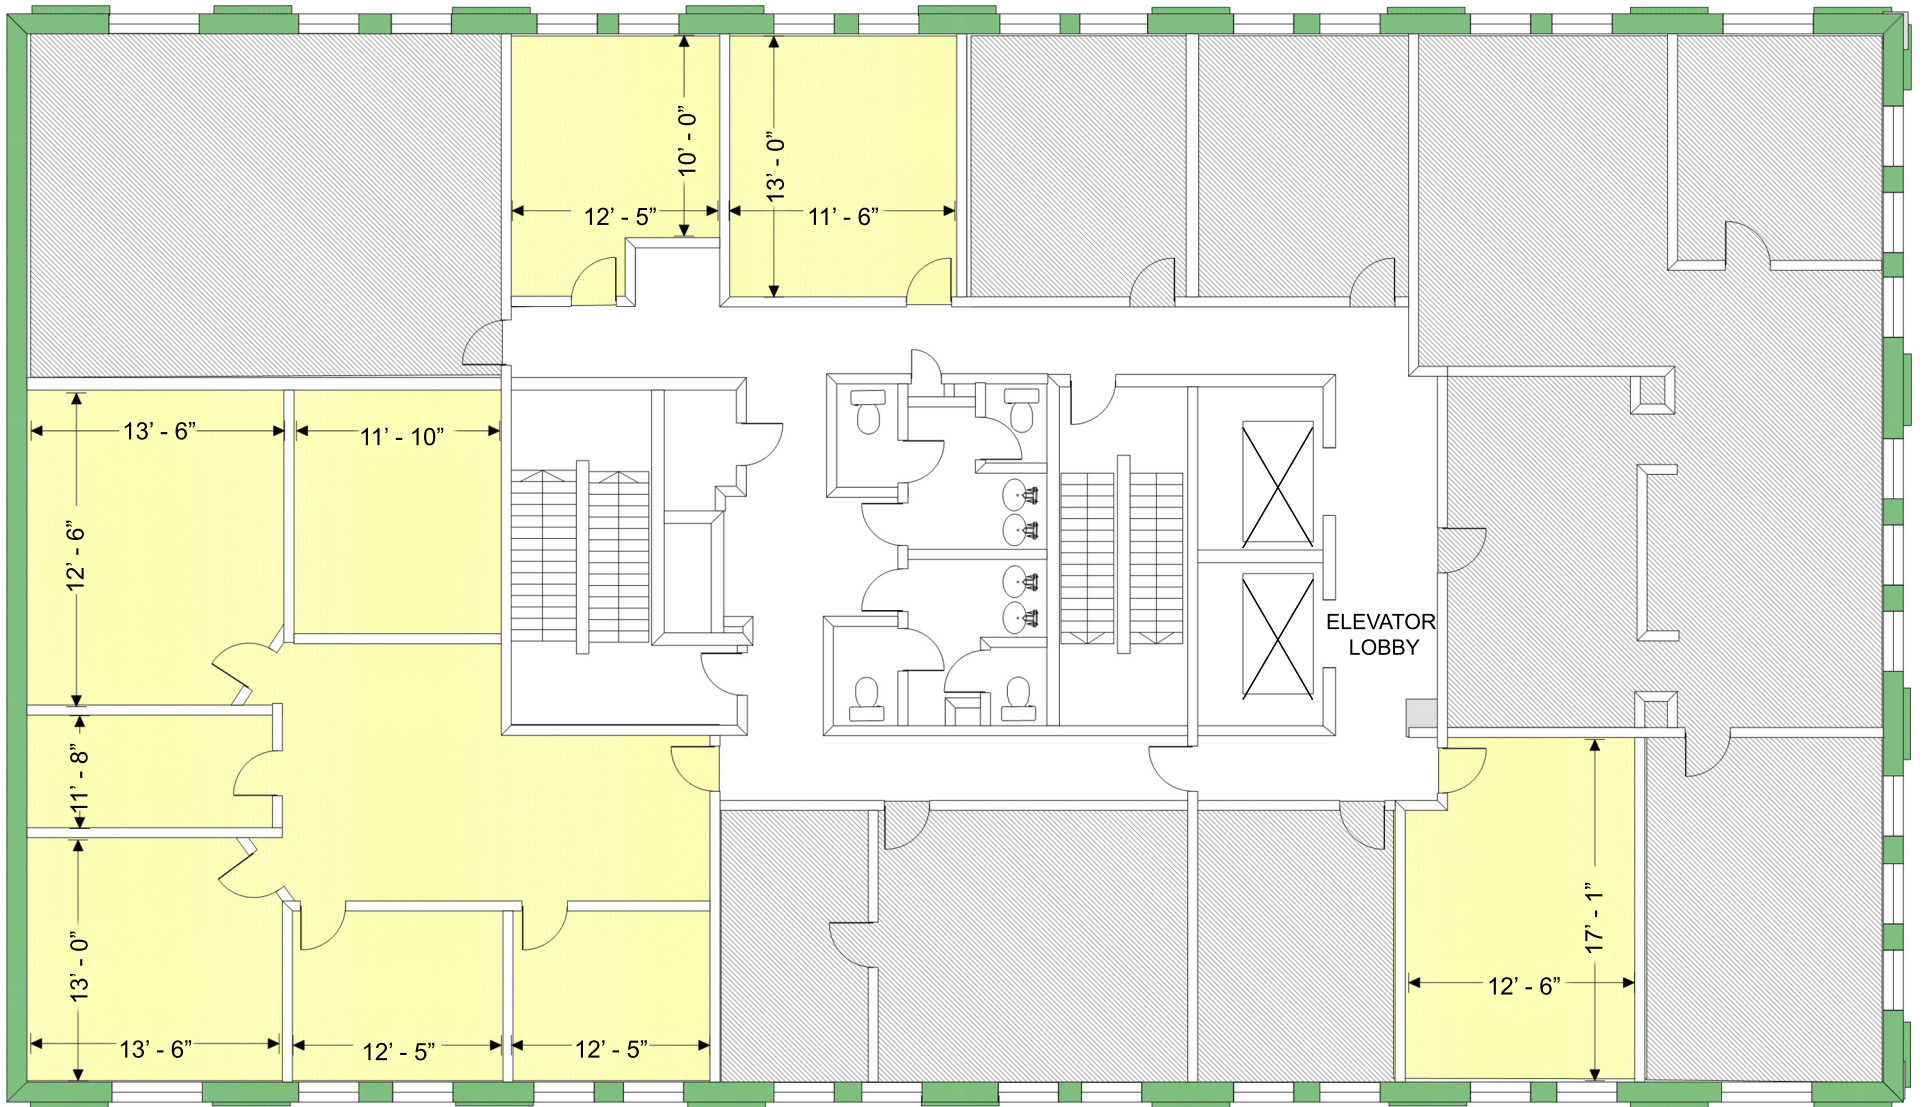 10’ - 0”
12’ - 5”
13’ - 0”
11’ - 6”
13’ - 6”
11’ - 10”
12’ - 6”
ELEVATOR
LOBBY
11’ - 8”
13’ - 0”
13’ - 6”
12’ - 5”
12’ - 5”
17’ - 1”
12’ - 6”